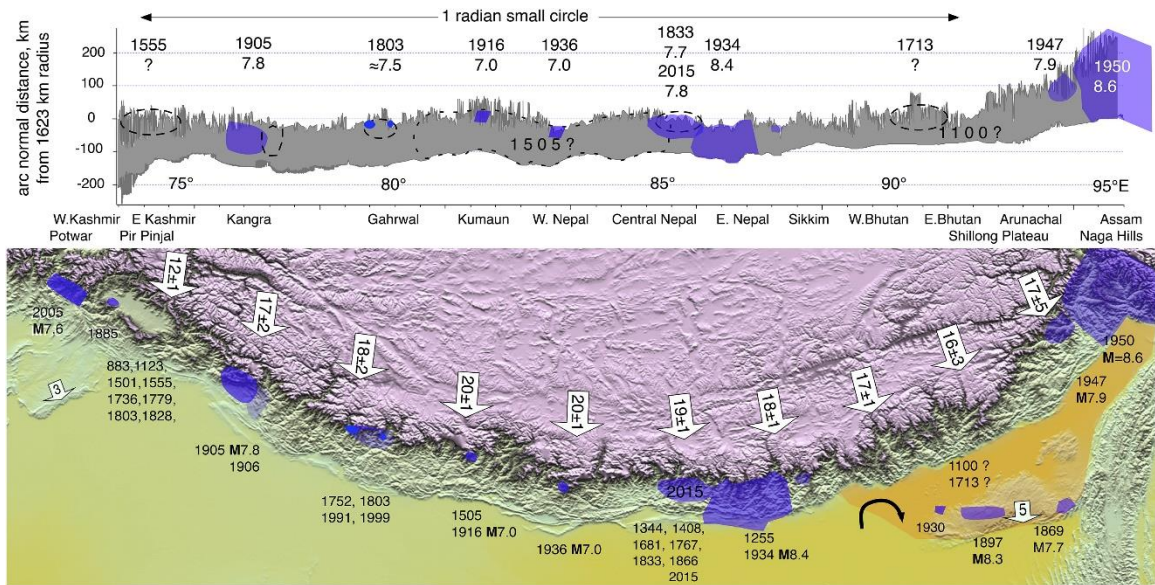 1 radian small circle
arc normal distance, km
from 1623 km radius
200
100
0
-100
-200
1555
?
1905
7.8
1803
≈7.5
1916
7.0
1936
7.0
1833
7.7
2015
7.8
1934
8.4
1713
?
1947
7.9
1950
8.6
1505?
1100?
75°
80°
85°
90°
95°E
W.Kashmir
Potwar
E Kashmir
Pir Pinjal
Kangra
Gahrwal
Kumaun
W. Nepal
Central Nepal
E. Nepal
Sikkim
W.Bhutan
E.Bhutan
Shillong Plateau
Arunachal
Assam
Naga Hills
12±1
17±2
18±2
20±1
20±1
19±1
18±1
17±1
16±3
17±5
2005
M7,6
3
1885
883,1123,
1501,1555,
1736,1779,
1803,1828,
1905 M7.8
1906
1752, 1803
1991, 1999
1505
1916 M7.0
1936 M7.0
2015
1344, 1408,
1681, 1767,
1833, 1866
2015
1255
1934 M8.4
1100 ?
1713 ?
1930
1897
M8.3
5
1869
M7.7
1947
M7.9
1950
M=8.6